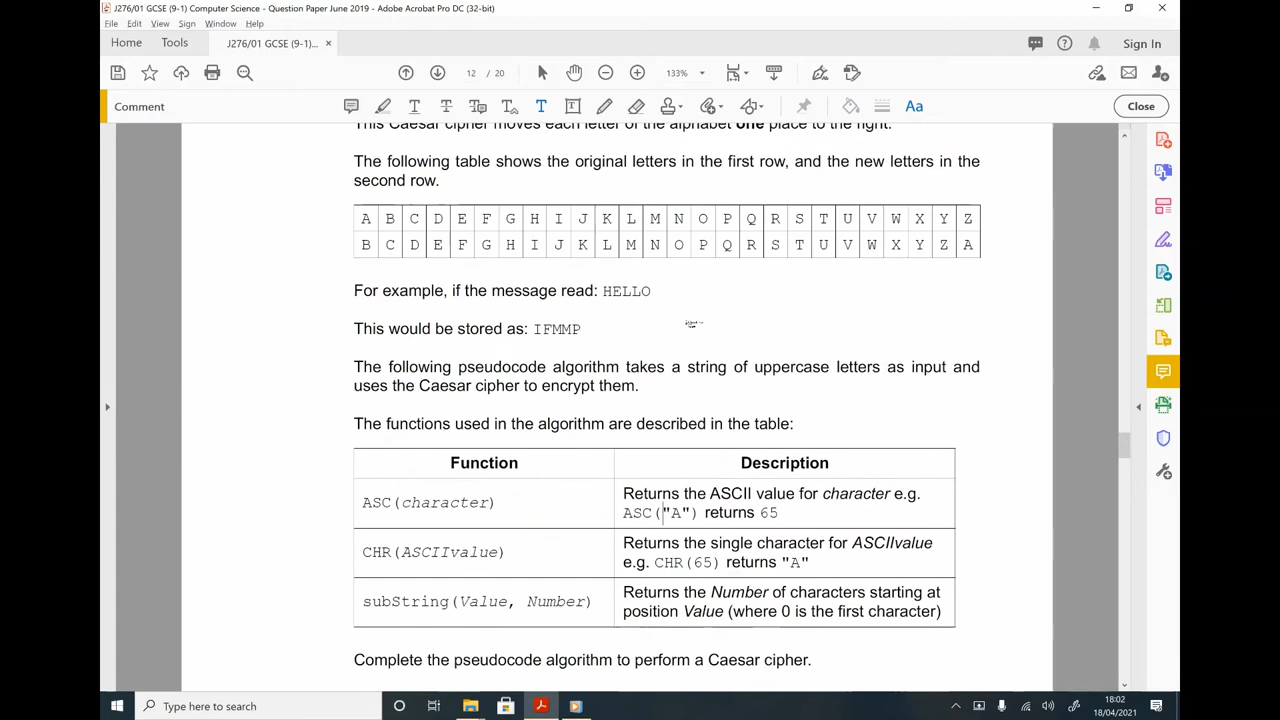 J276/01 GCSE (9-1) Computer Science - Question Paper June 2019 - Adobe Acrobat Pro DC (32-bit)
File Edit View Sign Window Help
Home Tools J276/01 GCSE (9-1)... × Sign In
12 / 20 133%
Comment Aa Close
This Caesar cipher moves each letter of the alphabet one place to the right.
The following table shows the original letters in the first row, and the new letters in the
second row.
A B C D E F G H I J K L M N O P Q R S T U V W X Y Z
B C D E F G H I J K L M N O P Q R S T U V W X Y Z A
For example, if the message read: HELLO
This would be stored as: IFMMP
The following pseudocode algorithm takes a string of uppercase letters as input and
uses the Caesar cipher to encrypt them.
The functions used in the algorithm are described in the table:
Function Description
ASC(character) Returns the ASCII value for character e.g.
ASC("A") returns 65
CHR(ASCIIvalue) Returns the single character for ASCIIvalue
e.g. CHR(65) returns "A"
subString(Value, Number) Returns the Number of characters starting at
position Value (where 0 is the first character)
Complete the pseudocode algorithm to perform a Caesar cipher.
Type here to search
18:02
18/04/2021